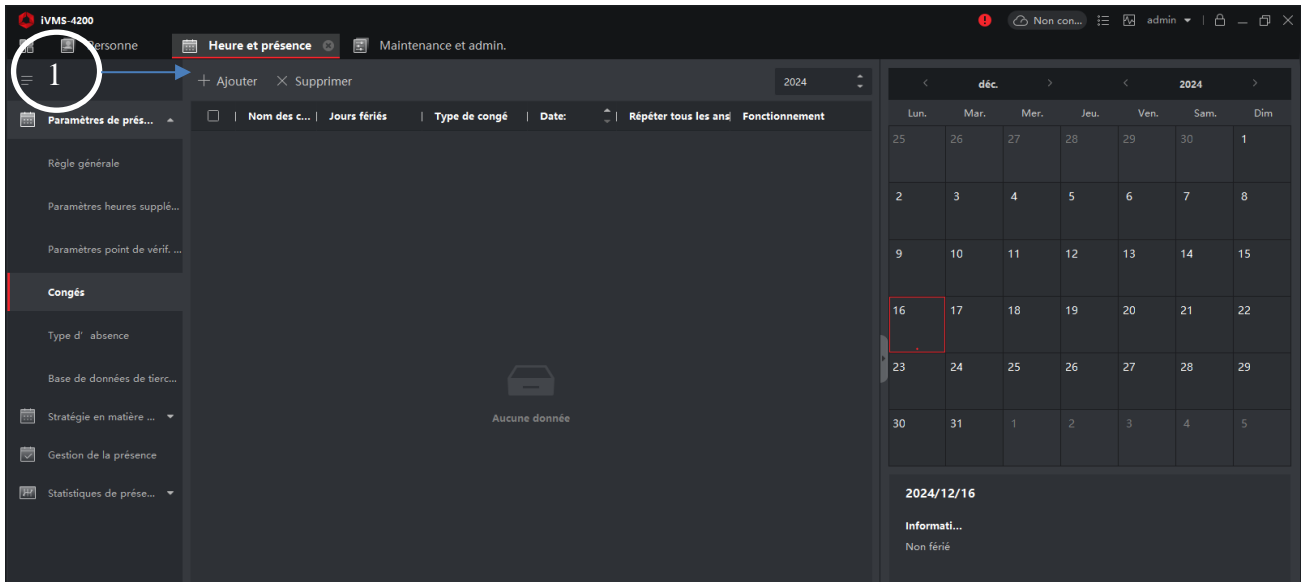 iVMS-4200
Non con...
admin
Personne
Heure et présence
Maintenance et admin.
1
Ajouter
Supprimer
2024
Nom des c... | Jours fériés | Type de congé | Date: | Répéter tous les ans Fonctionnement
Paramètres de prés...
Règle générale
Paramètres heures supplé...
Paramètres point de vérif. ...
Congés
Type d' absence
Base de données de tierc...
Stratégie en matière ...
Gestion de la présence
Statistiques de prése...
Aucune donnée
déc. 2024
Lun. Mar. Mer. Jeu. Ven. Sam. Dim
25 26 27 28 29 30 1
2 3 4 5 6 7 8
9 10 11 12 13 14 15
16 17 18 19 20 21 22
23 24 25 26 27 28 29
30 31 1 2 3 4 5
2024/12/16
Informati...
Non férié